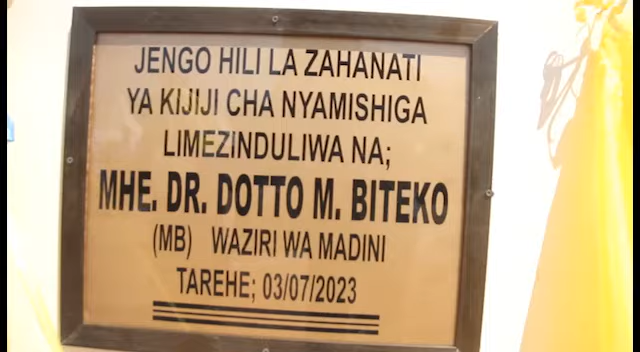 JENGO HILI LA ZAHANATI
YA KIJIJI CHA NYAMISHIGA
LIMEZINDULIWA NA;
MHE. DR. DOTTO M. BITEKO
(MB) WAZIRI WA MADINI
TAREHE; 03/07/2023